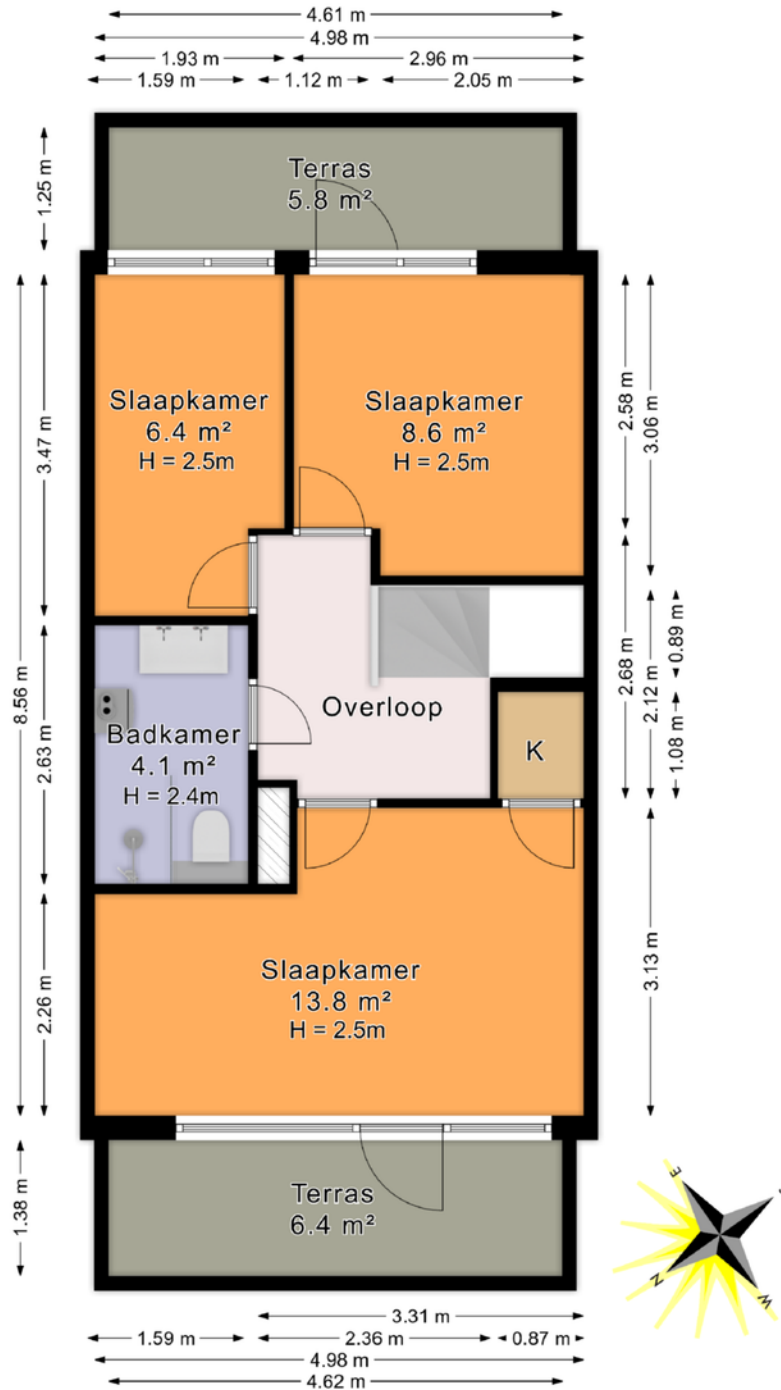 4.61 m
4.98 m
1.93 m
2.96 m
1.59 m
1.12 m
2.05 m
1.25 m
Terras
5.8 m²
Slaapkamer
6.4 m²
H = 2.5m
Slaapkamer
8.6 m²
H = 2.5m
3.47 m
2.58 m
3.06 m
8.56 m
2.63 m
Badkamer
4.1 m²
H = 2.4m
Overloop
K
2.68 m
2.12 m
0.89 m
1.08 m
Slaapkamer
13.8 m²
H = 2.5m
2.26 m
3.13 m
1.38 m
Terras
6.4 m²
E
N
W
3.31 m
1.59 m
2.36 m
0.87 m
4.98 m
4.62 m